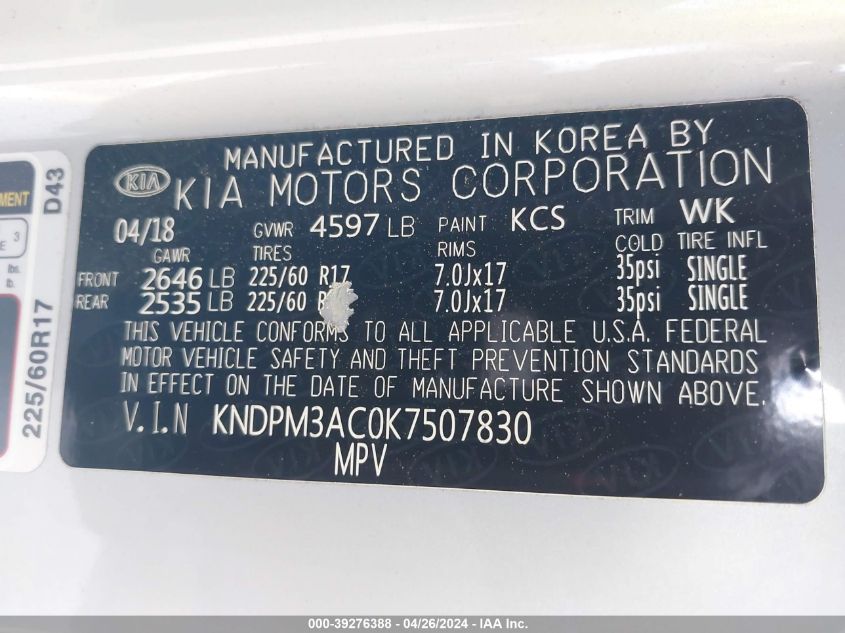 MANUFACTURED IN KOREA BY
KIA KIA MOTORS CORPORATION
04/18 GVWR 4597 LB PAINT KCS TRIM WK
GAWR TIRES RIMS COLD TIRE INFL
FRONT 2646 LB 225/60 R17 7.0Jx17 35psi SINGLE
REAR 2535 LB 225/60 7.0Jx17 35psi SINGLE
THIS VEHICLE CONFORMS TO ALL APPLICABLE U.S.A. FEDERAL
MOTOR VEHICLE SAFETY AND THEFT PREVENTION STANDARDS
IN EFFECT ON THE DATE OF MANUFACTURE SHOWN ABOVE.
V.I.N KNDPM3AC0K7507830
MPV
D43
3
lbs.
225/60R17
000-39276388 - 04/26/2024 - IAA Inc.